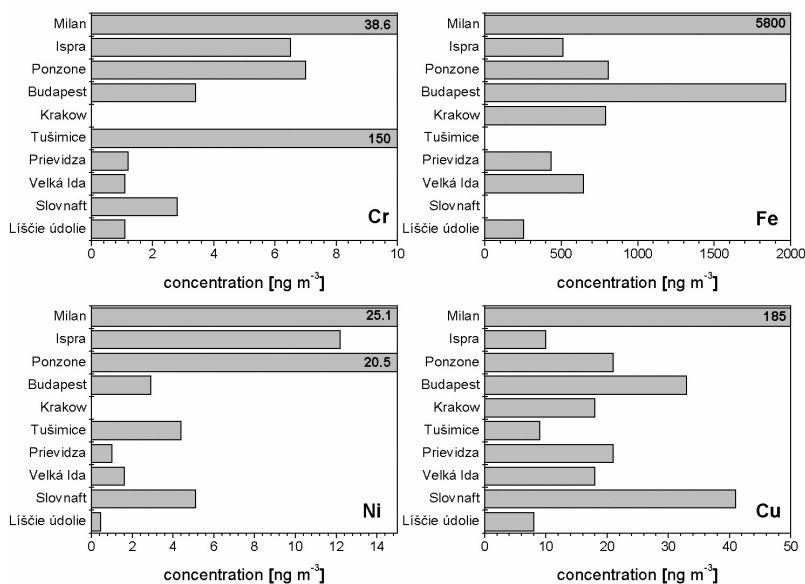 Milan 38.6
Ispra
Ponzone
Budapest
Krakow
Tušimice 150
Prievidza
Velká Ida
Slovnaft
Líščie údolie
Cr
0 2 4 6 8 10
concentration [ng m-3]
Milan 5800
Ispra
Ponzone
Budapest
Krakow
Tušimice
Prievidza
Velká Ida
Slovnaft
Líščie údolie
Fe
0 500 1000 1500 2000
concentration [ng m-3]
Milan 25.1
Ispra
Ponzone 20.5
Budapest
Krakow
Tušimice
Prievidza
Velká Ida
Slovnaft
Líščie údolie
Ni
0 2 4 6 8 10 12 14
concentration [ng m-3]
Milan 185
Ispra
Ponzone
Budapest
Krakow
Tušimice
Prievidza
Velká Ida
Slovnaft
Líščie údolie
Cu
0 10 20 30 40 50
concentration [ng m-3]